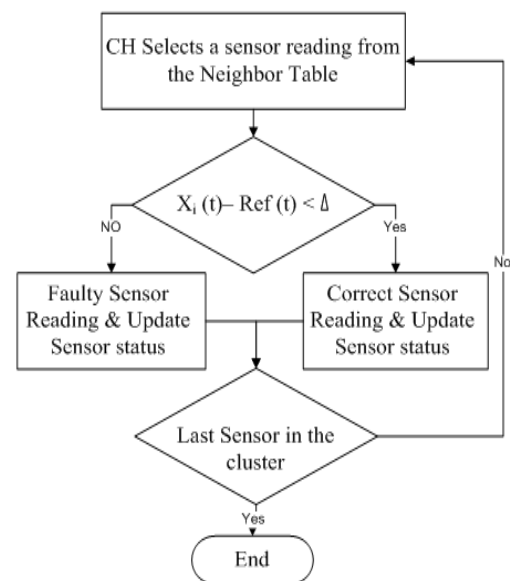 CH Selects a sensor reading from
the Neighbor Table
Xᵢ (t)– Ref (t) < Δ
NO
Yes
No
Faulty Sensor
Reading & Update
Sensor status
Correct Sensor
Reading & Update
Sensor status
Last Sensor in the
cluster
Yes
End